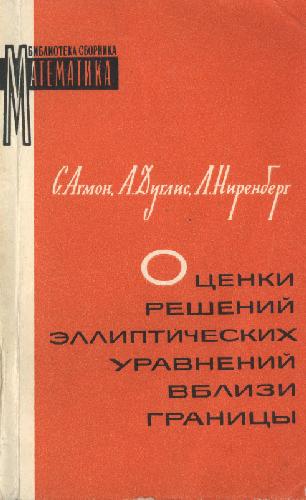 БИБЛИОТЕКА СБОРНИКА
МАТЕМАТИКА
С. Агмон, А. Дуглис, Л. Ниренберг
ОЦЕНКИ
РЕШЕНИЙ
ЭЛЛИПТИЧЕСКИХ
УРАВНЕНИЙ
ВБЛИЗИ
ГРАНИЦЫ